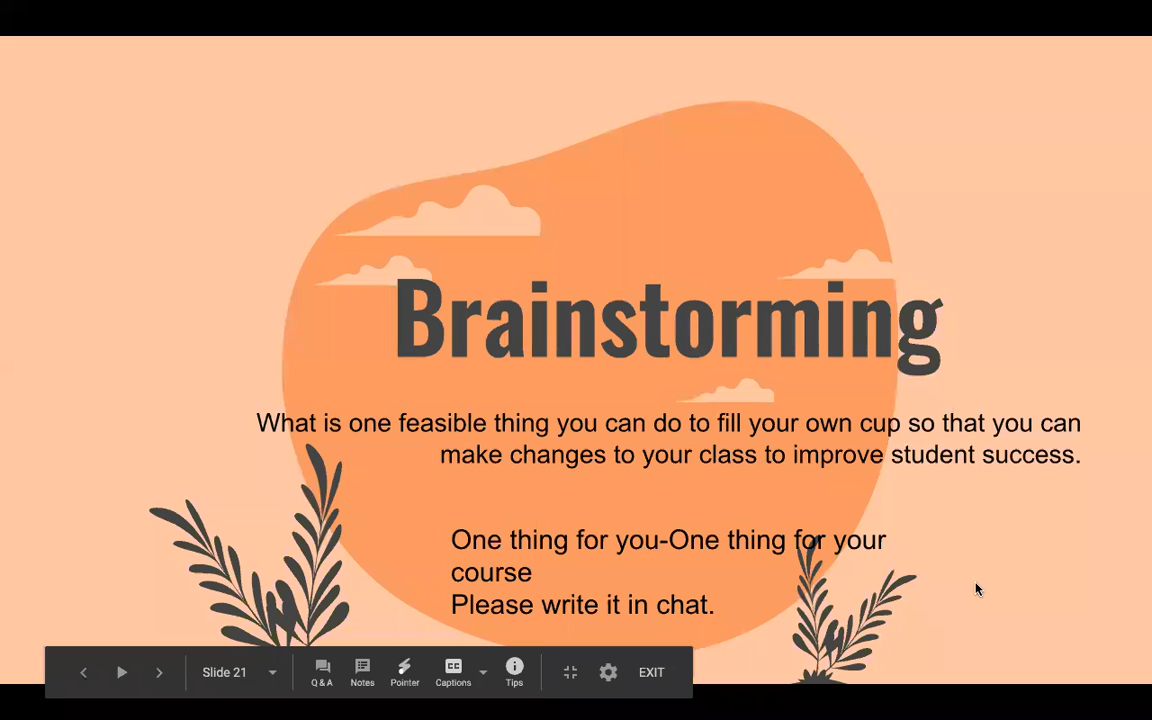 Brainstorming
What is one feasible thing you can do to fill your own cup so that you can
make changes to your class to improve student success.
One thing for you-One thing for your
course
Please write it in chat.
Slide 21
Q & A
Notes
Pointer
CC
Captions
Tips
EXIT